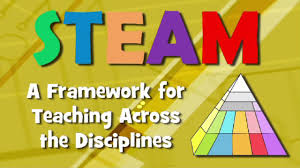 STEAM
A Framework for
Teaching Across
the Disciplines